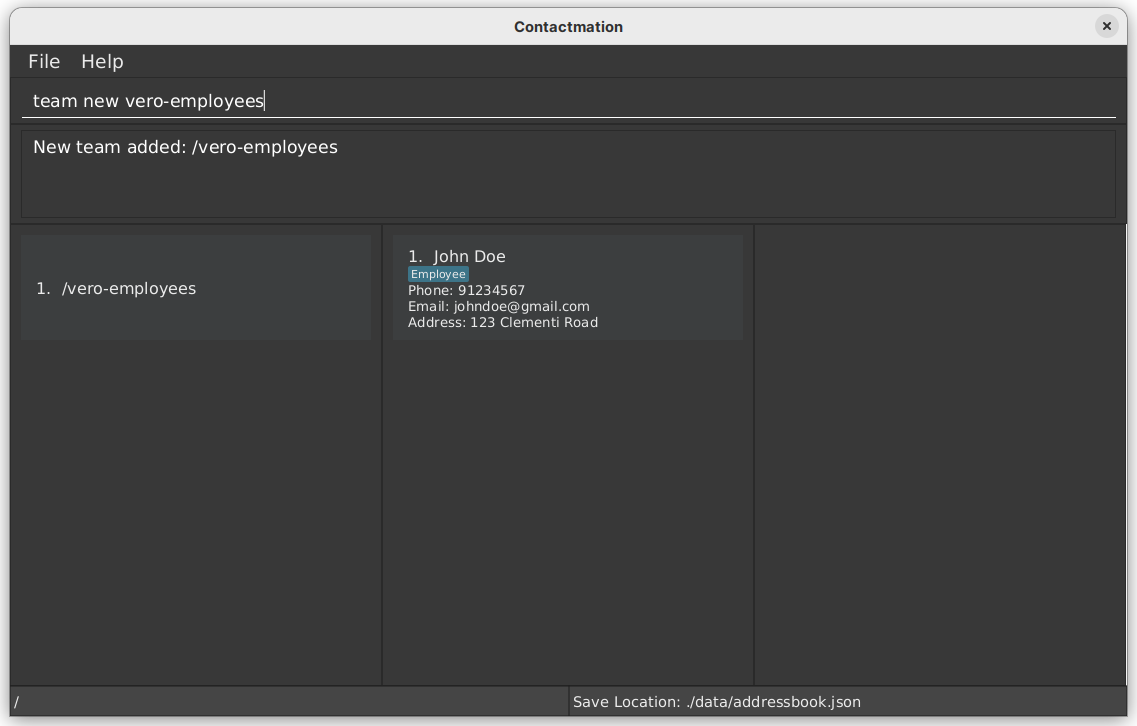 Contactmation
File Help
team new vero-employees
New team added: /vero-employees
1. /vero-employees
1. John Doe
Employee
Phone: 91234567
Email: johndoe@gmail.com
Address: 123 Clementi Road
/
Save Location: ./data/addressbook.json